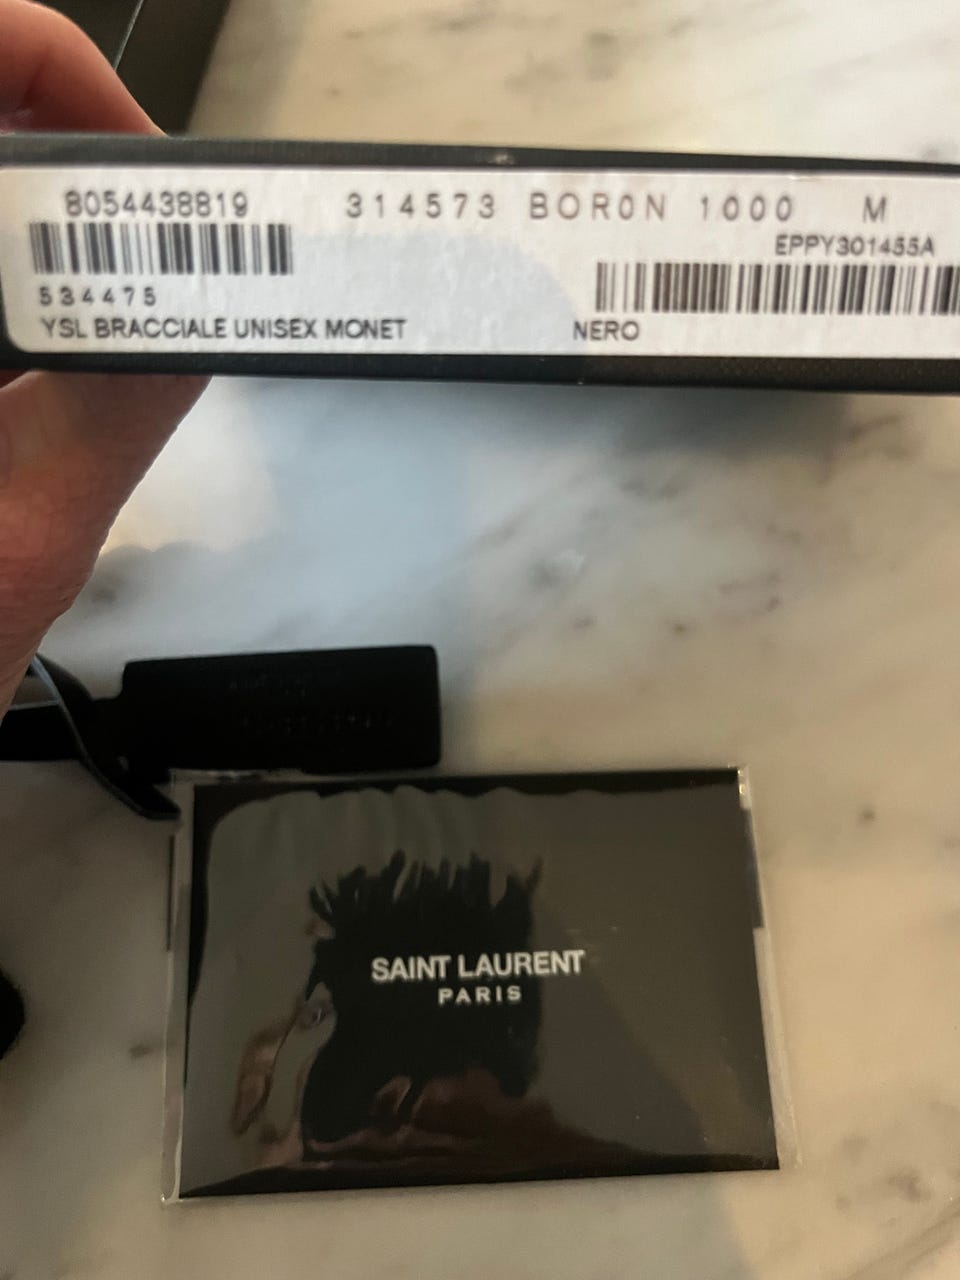 8054438819 314573 BOR0N 1000 M
EPPY301455A
534475
YSL BRACCIALE UNISEX MONET NERO
SAINT LAURENT
PARIS